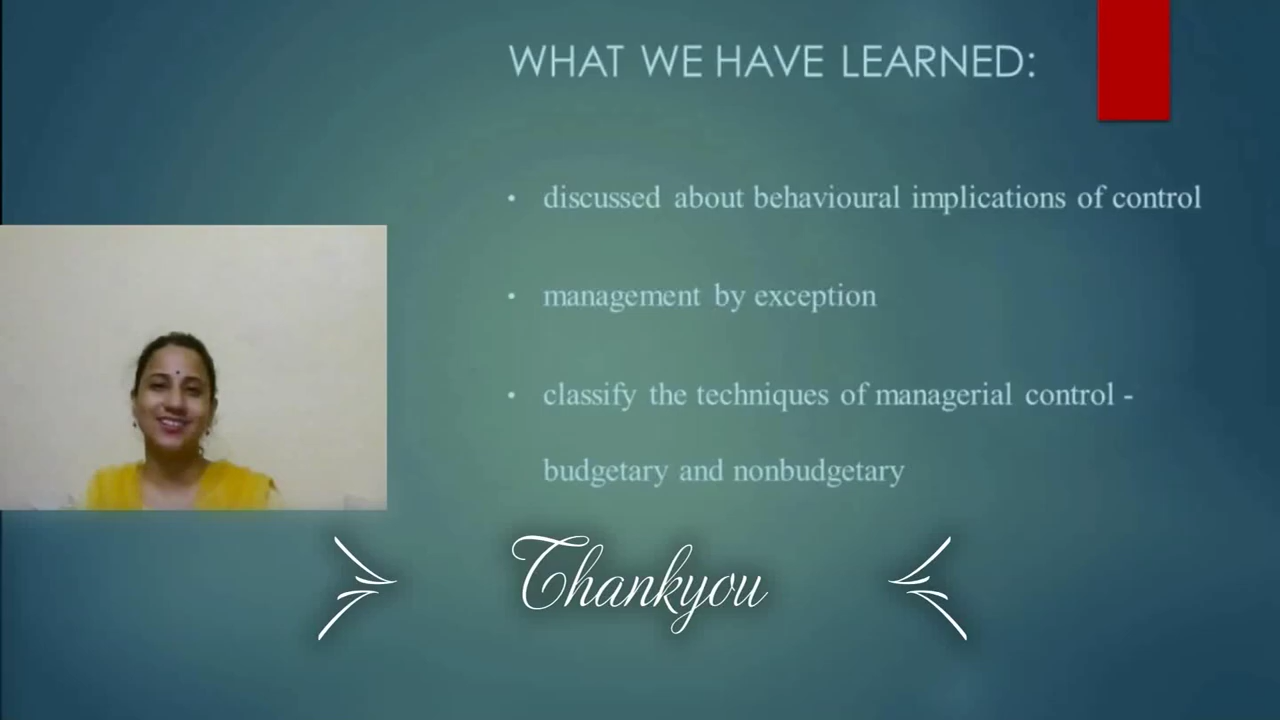 WHAT WE HAVE LEARNED:
• discussed about behavioural implications of control
• management by exception
• classify the techniques of managerial control -
budgetary and nonbudgetary
Thankyou